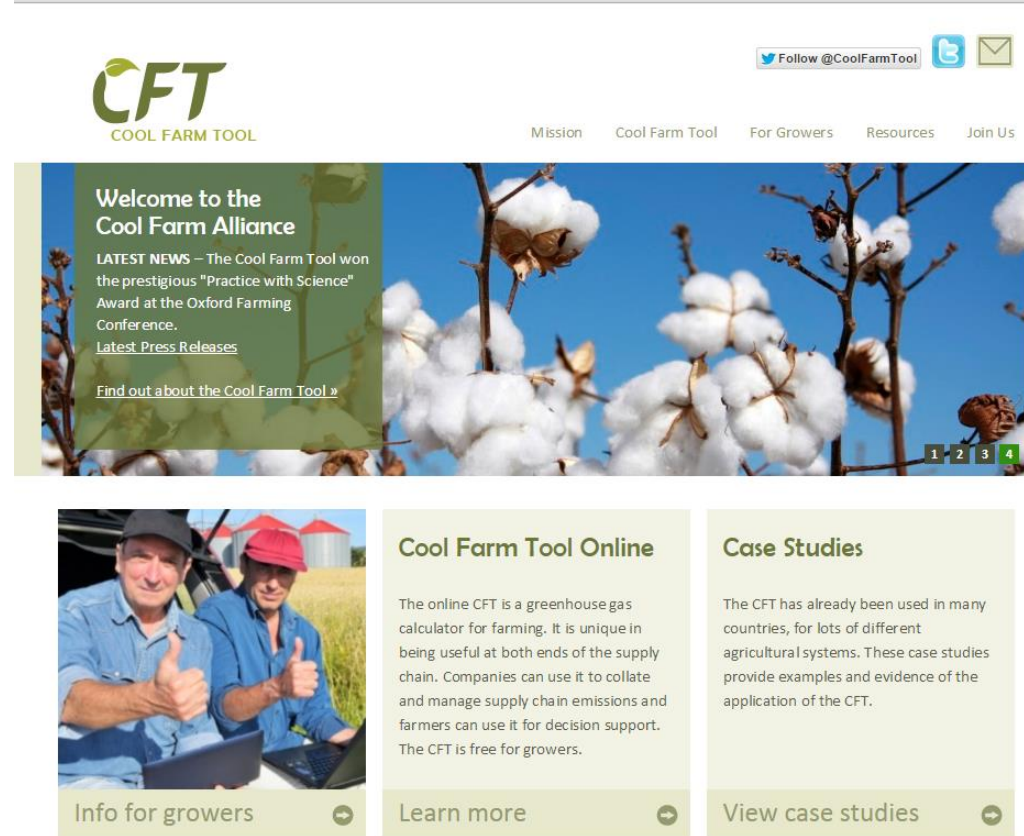 Follow @CoolFarmTool
CFT
COOL FARM TOOL
Mission
Cool Farm Tool
For Growers
Resources
Join Us
Welcome to the
Cool Farm Alliance
LATEST NEWS – The Cool Farm Tool won
the prestigious "Practice with Science"
Award at the Oxford Farming
Conference.
Latest Press Releases
Find out about the Cool Farm Tool »
1 2 3 4
Info for growers
Cool Farm Tool Online
The online CFT is a greenhouse gas
calculator for farming. It is unique in
being useful at both ends of the supply
chain. Companies can use it to collate
and manage supply chain emissions and
farmers can use it for decision support.
The CFT is free for growers.
Learn more
Case Studies
The CFT has already been used in many
countries, for lots of different
agricultural systems. These case studies
provide examples and evidence of the
application of the CFT.
View case studies